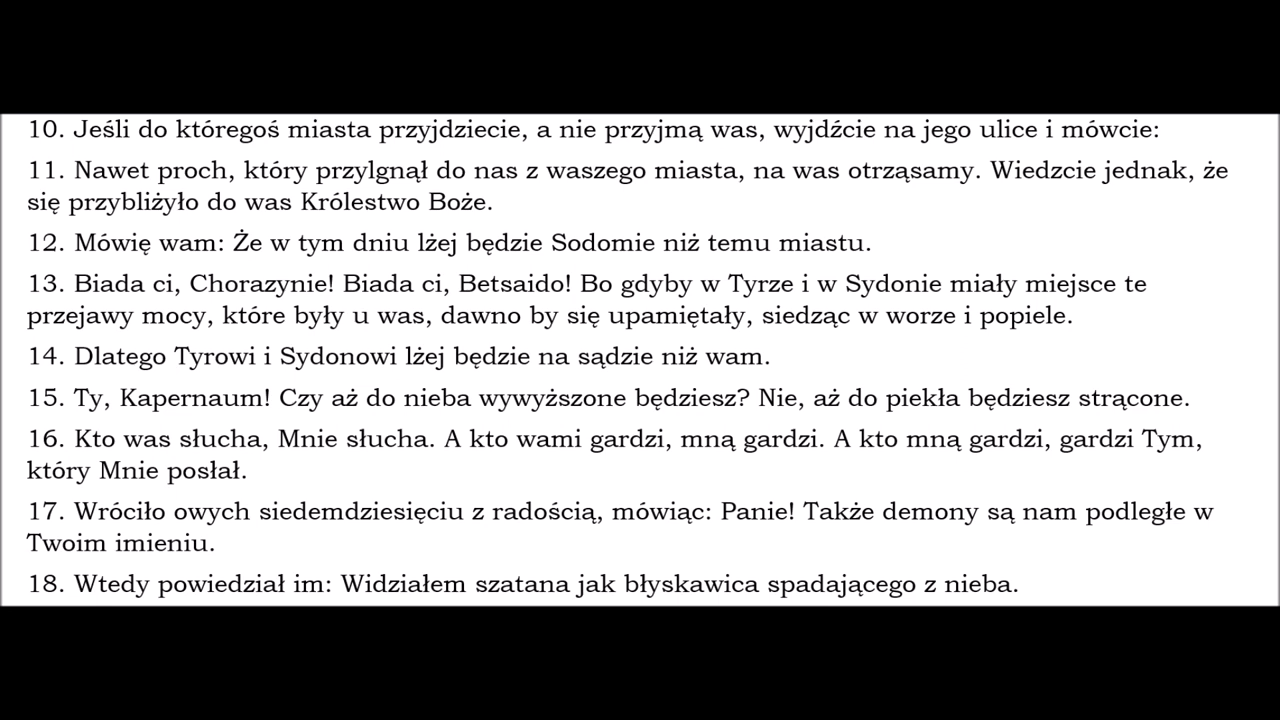 10. Jeśli do któregoś miasta przyjdziecie, a nie przyjmą was, wyjdźcie na jego ulice i mówcie:
11. Nawet proch, który przylgnął do nas z waszego miasta, na was otrząsamy. Wiedzcie jednak, że
się przybliżyło do was Królestwo Boże.
12. Mówię wam: Że w tym dniu lżej będzie Sodomie niż temu miastu.
13. Biada ci, Chorazynie! Biada ci, Betsaido! Bo gdyby w Tyrze i w Sydonie miały miejsce te
przejawy mocy, które były u was, dawno by się upamiętały, siedząc w worze i popiele.
14. Dlatego Tyrowi i Sydonowi lżej będzie na sądzie niż wam.
15. Ty, Kapernaum! Czy aż do nieba wywyższone będziesz? Nie, aż do piekła będziesz strącone.
16. Kto was słucha, Mnie słucha. A kto wami gardzi, mną gardzi. A kto mną gardzi, gardzi Tym,
który Mnie posłał.
17. Wróciło owych siedemdziesięciu z radością, mówiąc: Panie! Także demony są nam podległe w
Twoim imieniu.
18. Wtedy powiedział im: Widziałem szatana jak błyskawica spadającego z nieba.